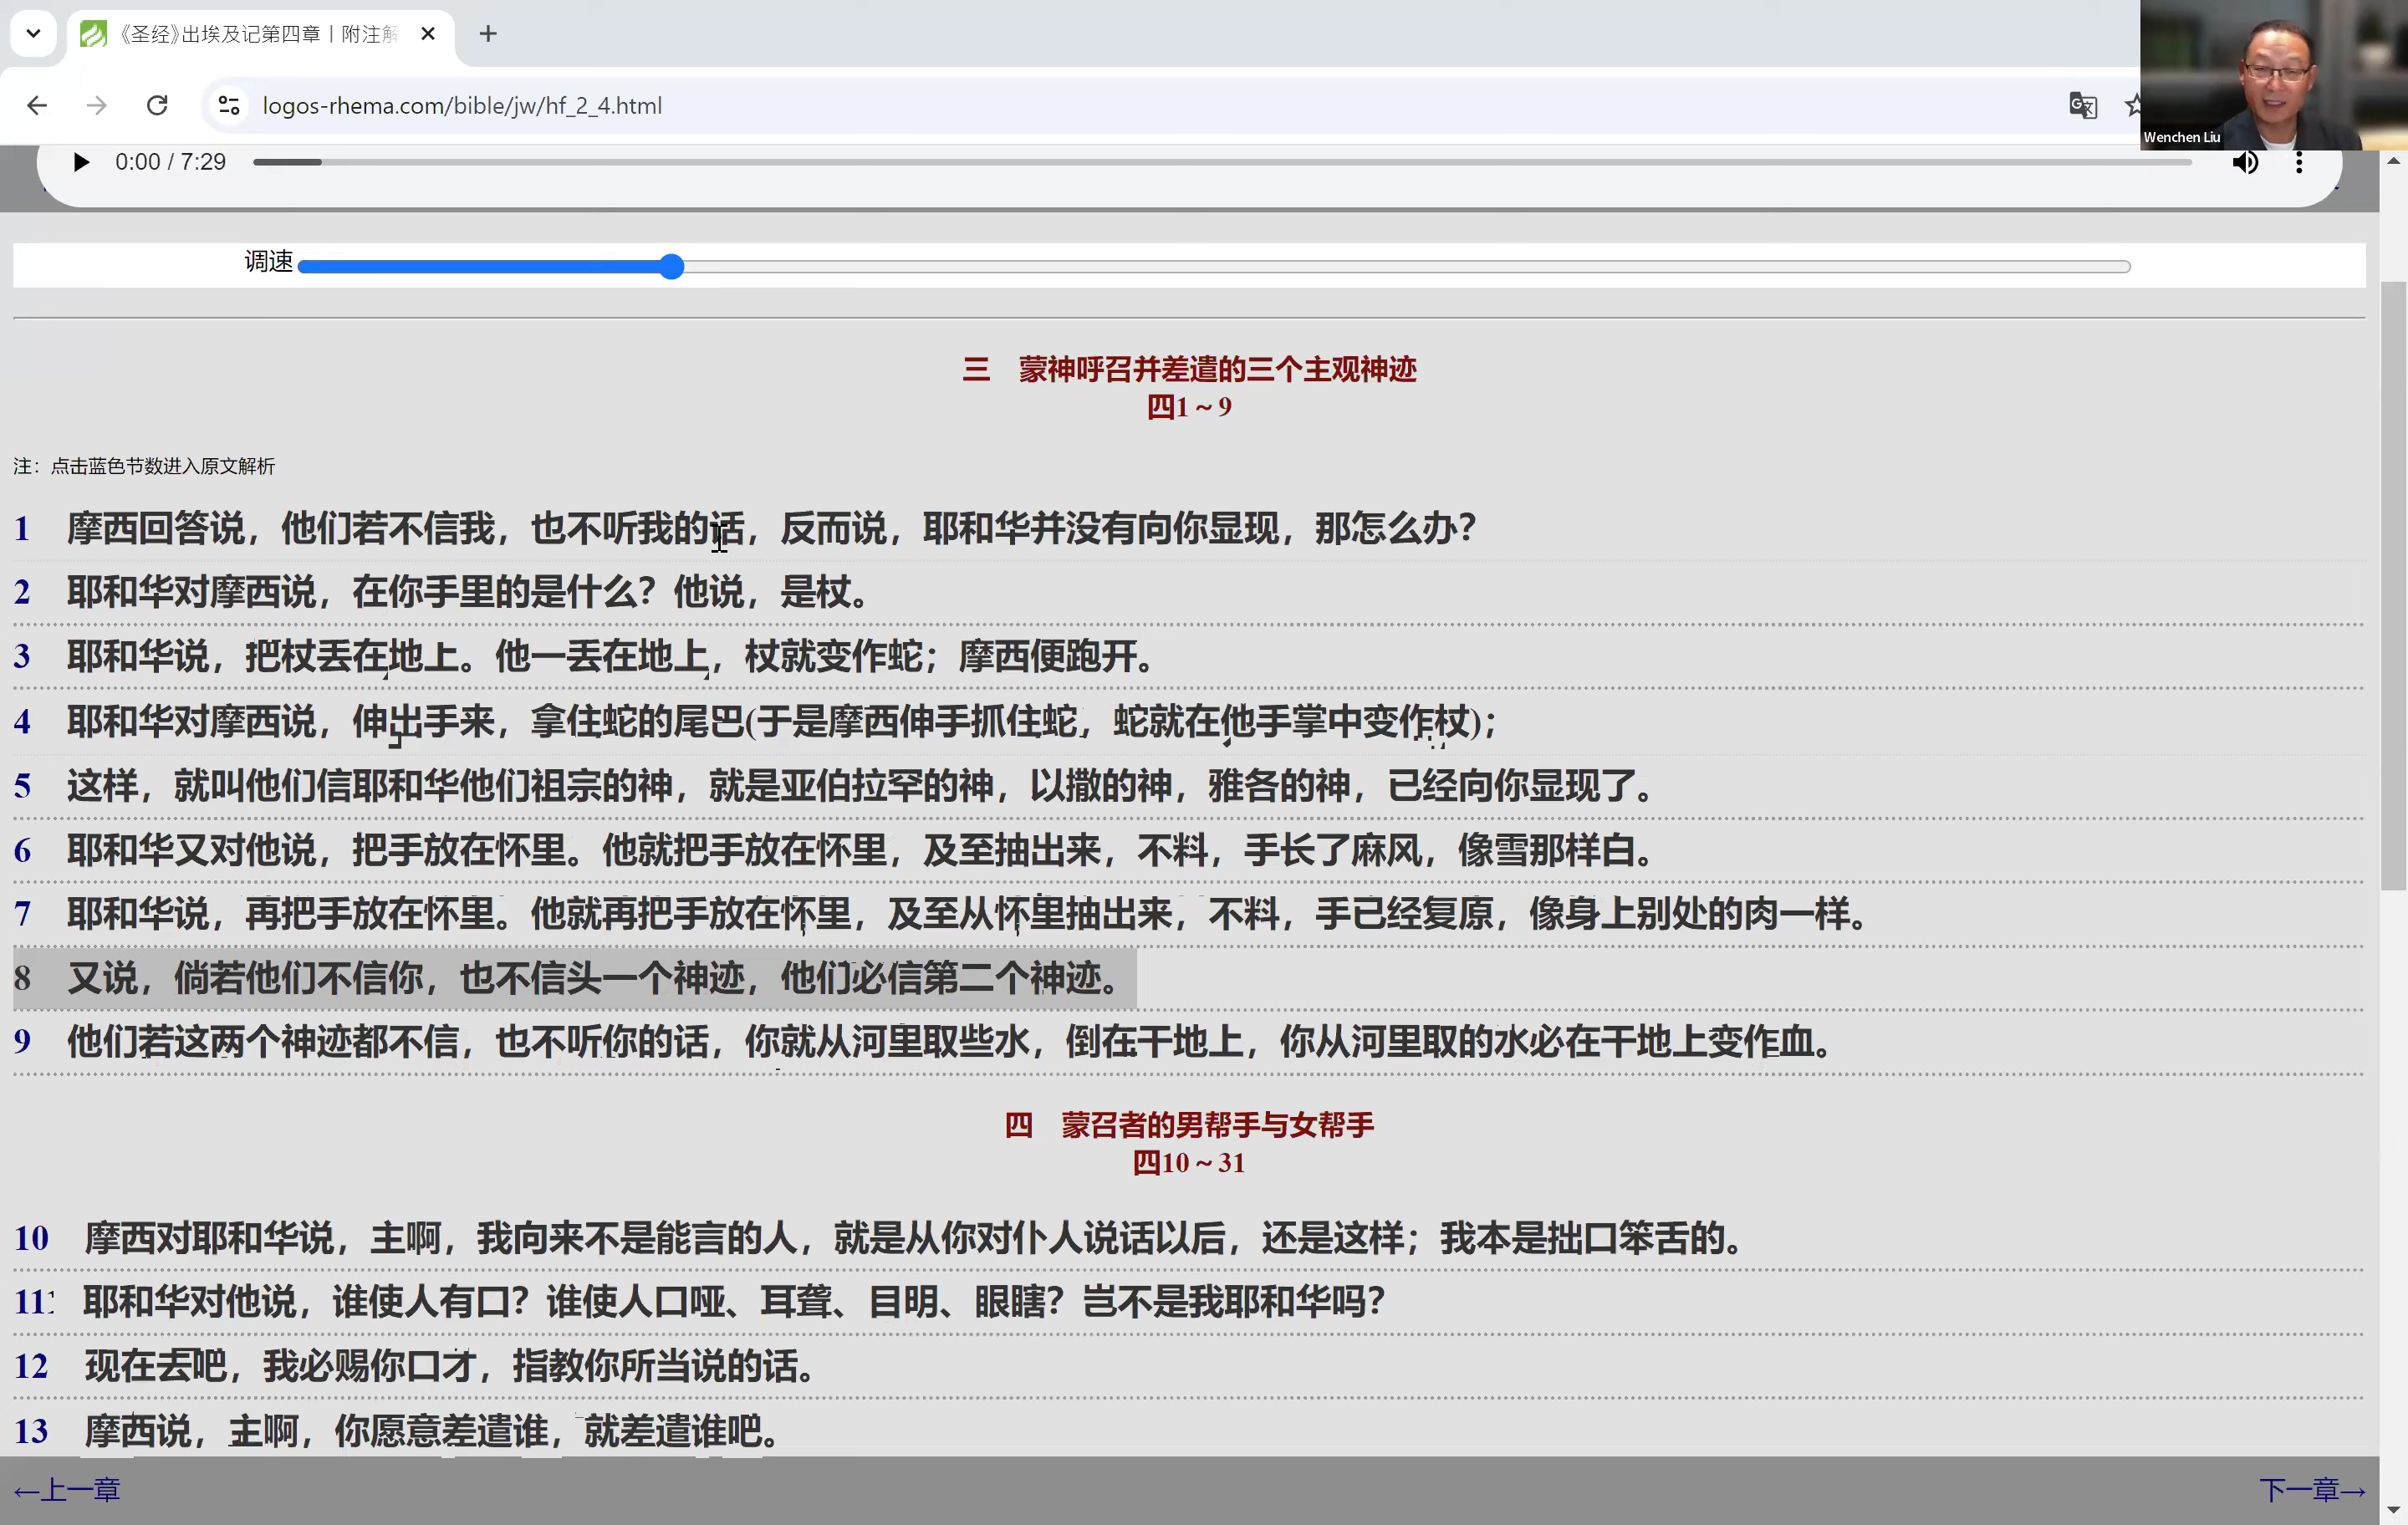 《圣经》出埃及记第四章丨附注解
logos-rhema.com/bible/jw/hf_2_4.html
Wenchen Liu
0:00 / 7:29
调速
三 蒙神呼召并差遣的三个主观神迹
四1～9
注：点击蓝色节数进入原文解析
1 摩西回答说，他们若不信我，也不听我的话，反而说，耶和华并没有向你显现，那怎么办？
2 耶和华对摩西说，在你手里的是什么？他说，是杖。
3 耶和华说，把杖丢在地上。他一丢在地上，杖就变作蛇；摩西便跑开。
4 耶和华对摩西说，伸出手来，拿住蛇的尾巴(于是摩西伸手抓住蛇，蛇就在他手掌中变作杖)；
5 这样，就叫他们信耶和华他们祖宗的神，就是亚伯拉罕的神，以撒的神，雅各的神，已经向你显现了。
6 耶和华又对他说，把手放在怀里。他就把手放在怀里，及至抽出来，不料，手长了麻风，像雪那样白。
7 耶和华说，再把手放在怀里。他就再把手放在怀里，及至从怀里抽出来，不料，手已经复原，像身上别处的肉一样。
8 又说，倘若他们不信你，也不信头一个神迹，他们必信第二个神迹。
9 他们若这两个神迹都不信，也不听你的话，你就从河里取些水，倒在干地上，你从河里取的水必在干地上变作血。
四 蒙召者的男帮手与女帮手
四10～31
10 摩西对耶和华说，主啊，我向来不是能言的人，就是从你对仆人说话以后，还是这样；我本是拙口笨舌的。
11 耶和华对他说，谁使人有口？谁使人口哑、耳聋、目明、眼瞎？岂不是我耶和华吗？
12 现在去吧，我必赐你口才，指教你所当说的话。
13 摩西说，主啊，你愿意差遣谁，就差遣谁吧。
←上一章
下一章→